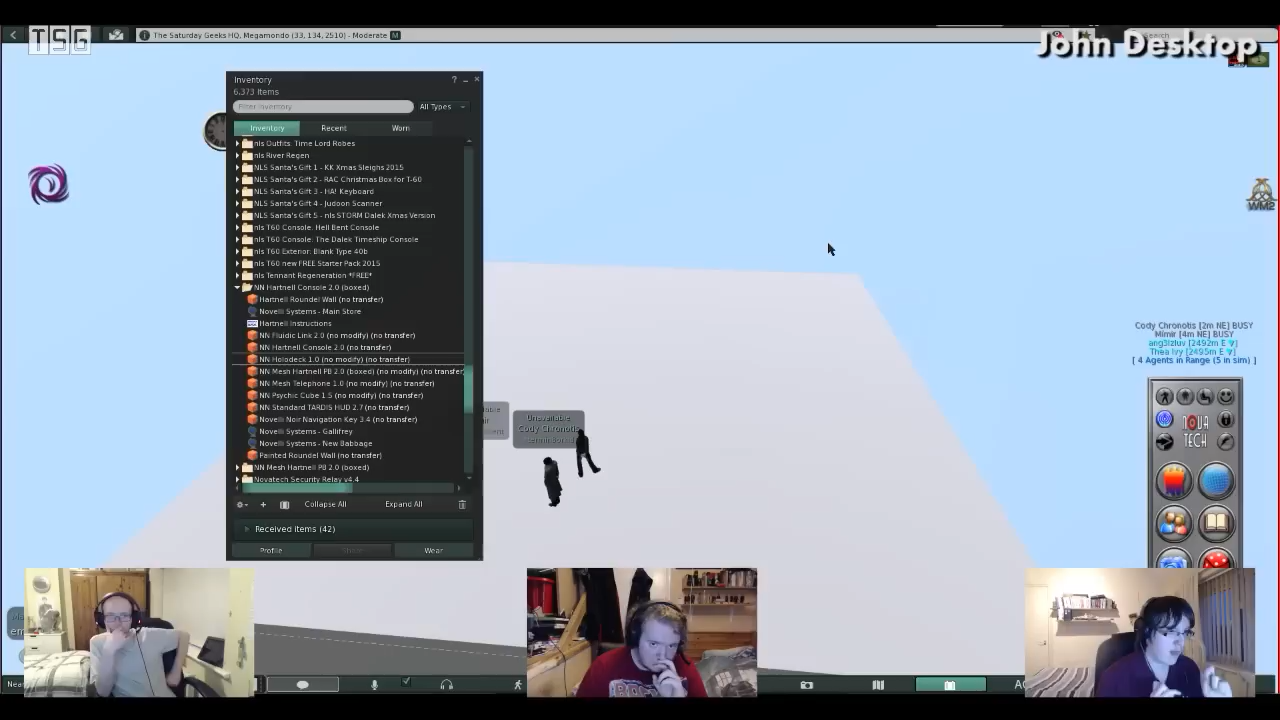 TSG
The Saturday Geeks HQ, Megamondo (33, 134, 2510) - Moderate M
Search
John Desktop
Inventory
? _ ×
6,373 items
Filter Inventory
All Types
Inventory Recent Worn
nls Outfits: Time Lord Robes
nls River Regen
NLS Santa's Gift 1 - KK Xmas Sleighs 2015
NLS Santa's Gift 2 - RAC Christmas Box for T-60
NLS Santa's Gift 3 - HA! Keyboard
NLS Santa's Gift 4 - Judoon Scanner
NLS Santa's Gift 5 - nls STORM Dalek Xmas Version
nls T60 Console: Hell Bent Console
nls T60 Console: The Dalek Timeship Console
nls T60 Exterior: Blank Type 40b
nls T60 new FREE Starter Pack 2015
nls Tennant Regeneration *FREE*
NN Hartnell Console 2.0 (boxed)
Hartnell Roundel Wall (no transfer)
Novelli Systems - Main Store
Hartnell Instructions
NN Fluidic Link 2.0 (no modify) (no transfer)
NN Hartnell Console 2.0 (no transfer)
NN Holodeck 1.0 (no modify) (no transfer)
NN Mesh Hartnell PB 2.0 (boxed) (no modify) (no transfer)
NN Mesh Telephone 1.0 (no modify) (no transfer)
NN Psychic Cube 1.5 (no modify) (no transfer)
NN Standard TARDIS HUD 2.7 (no transfer)
Novelli Noir Navigation Key 3.4 (no transfer)
Novelli Systems - Gallifrey
Novelli Systems - New Babbage
Painted Roundel Wall (no transfer)
NN Mesh Hartnell PB 2.0 (boxed)
Novatech Security Relay v4.4
Collapse All Expand All
Received Items (42)
Profile Share Wear
Unavailable
Cody Chronotis
WM2
Cody Chronotis [2m NE] BUSY
Mimir [4m NE] BUSY
ang3lzluv [2492m E V]
Thea Ivy [2495m E V]
[ 4 Agents in Range (5 in sim) ]
NOVA
TECH